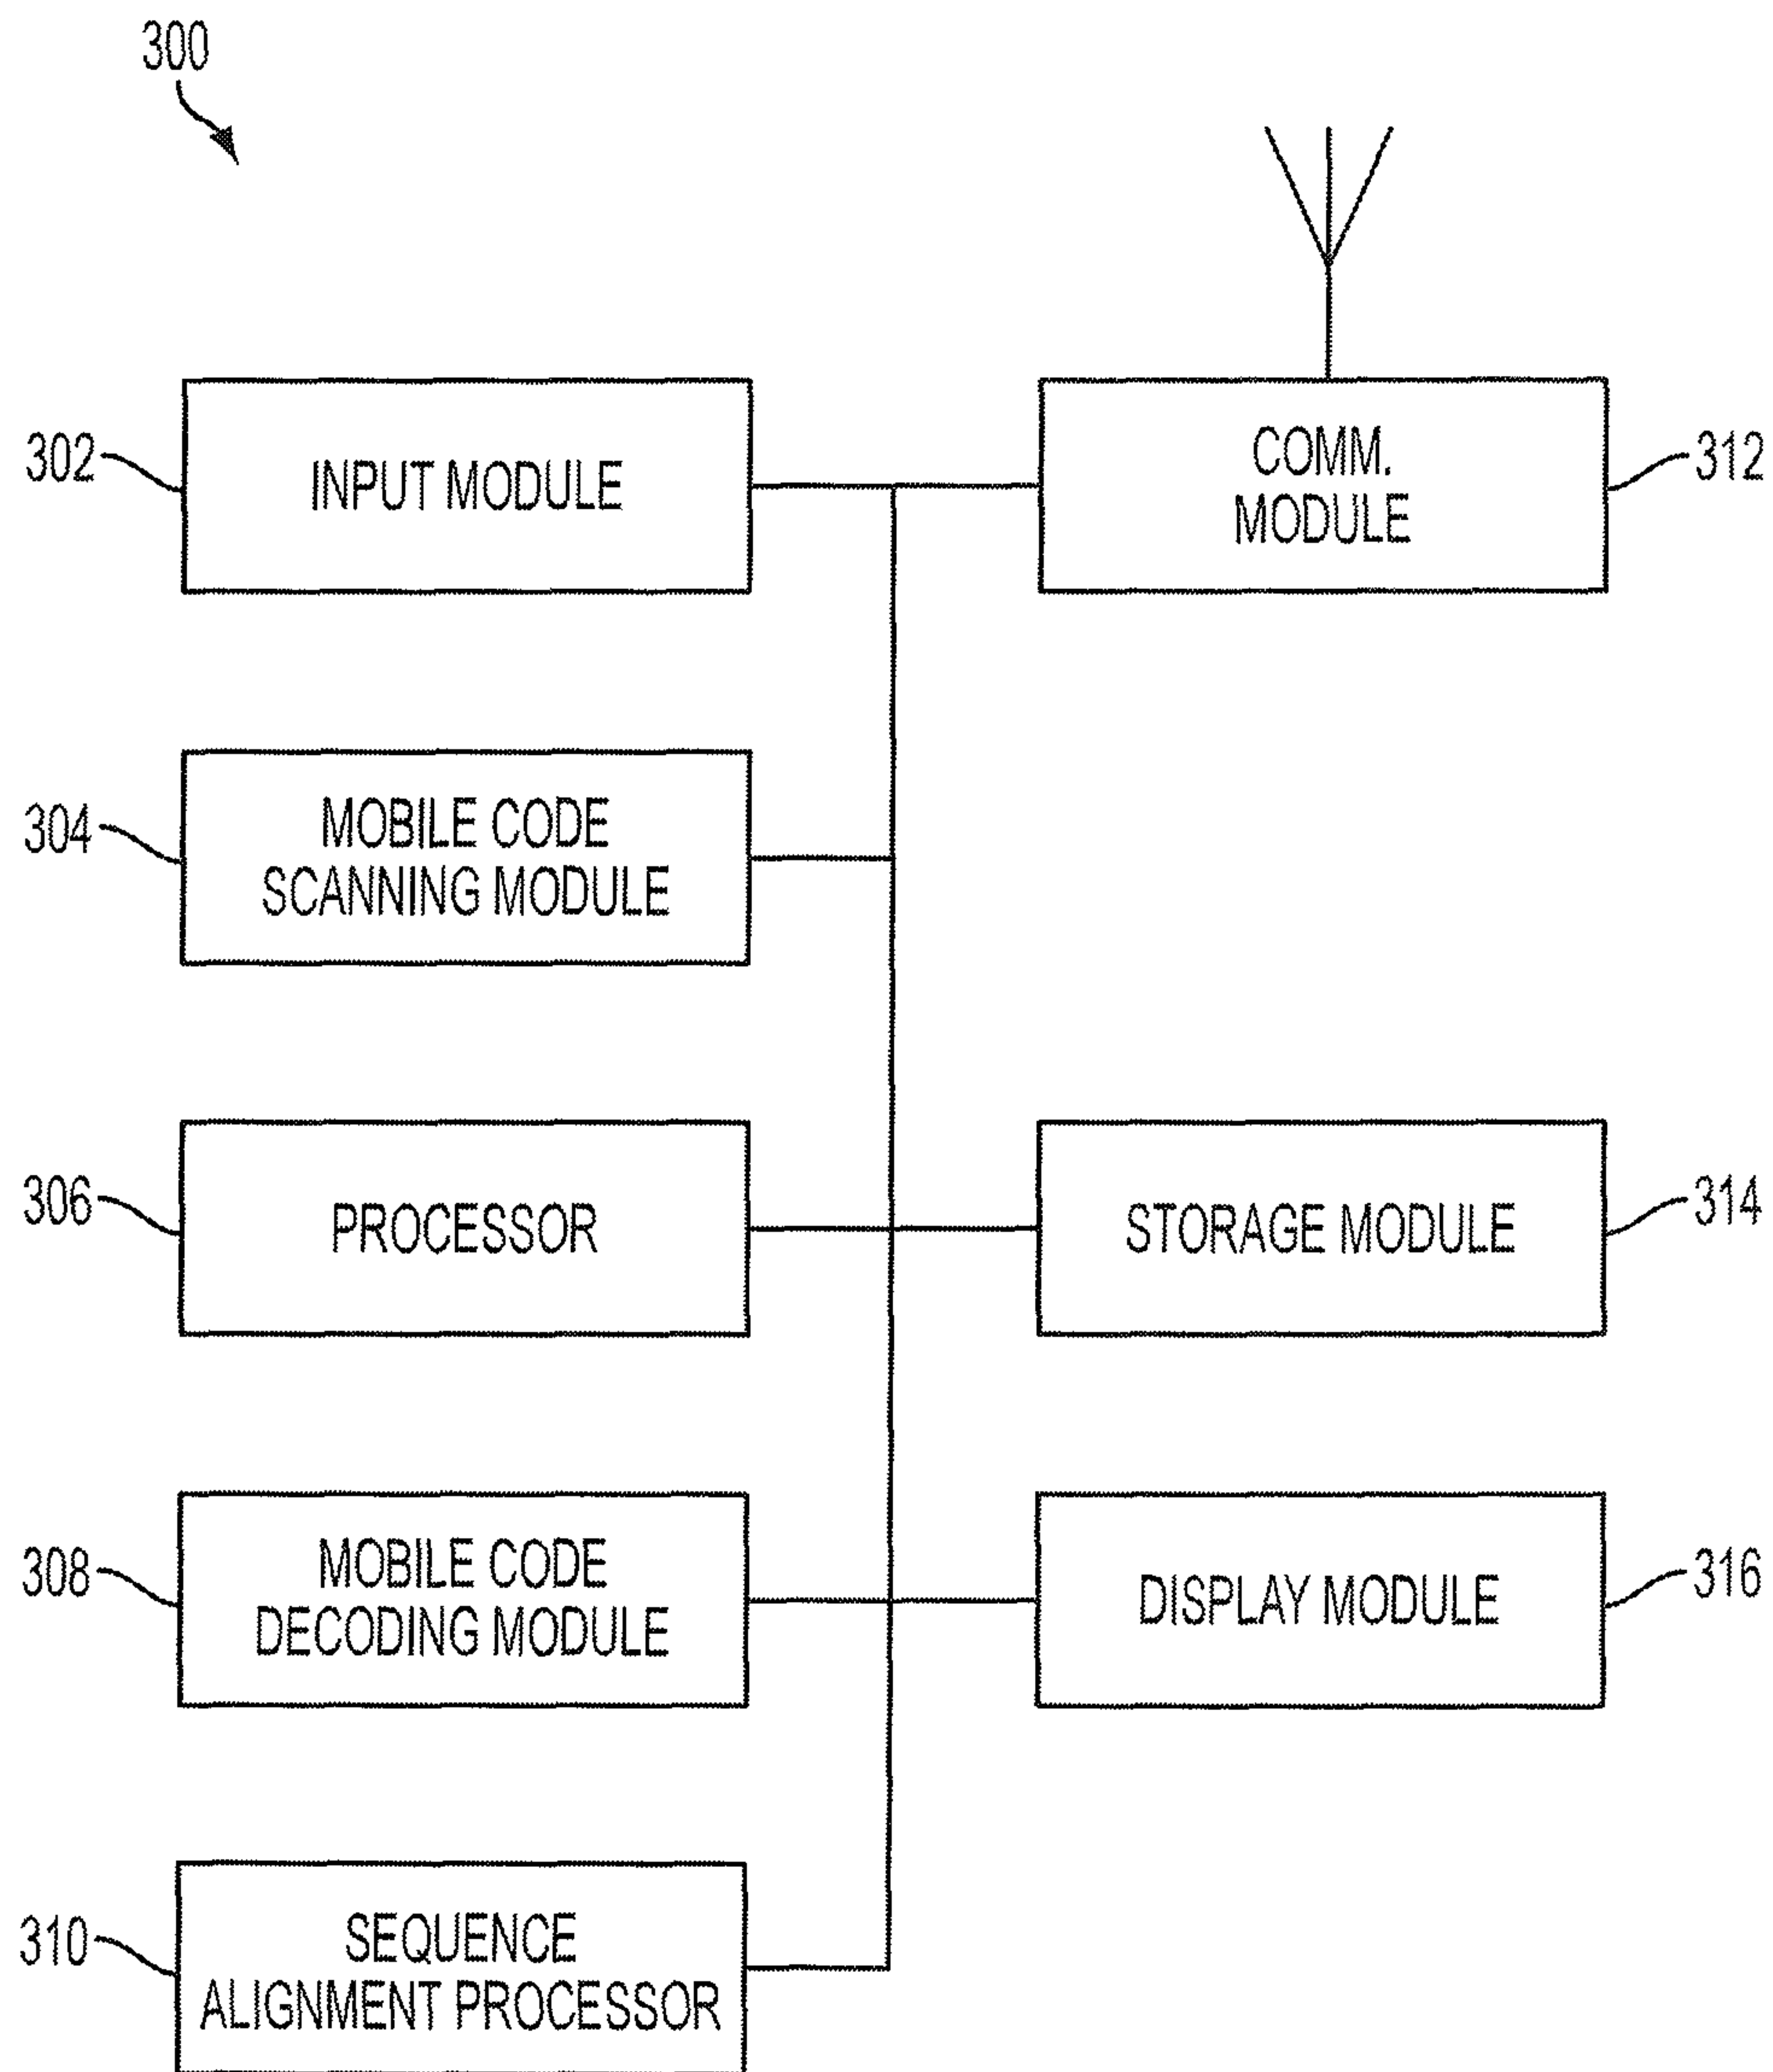 300
302
INPUT MODULE
COMM.
MODULE
312
304
MOBILE CODE
SCANNING MODULE
306
PROCESSOR
STORAGE MODULE
314
308
MOBILE CODE
DECODING MODULE
DISPLAY MODULE
316
310
SEQUENCE
ALIGNMENT PROCESSOR